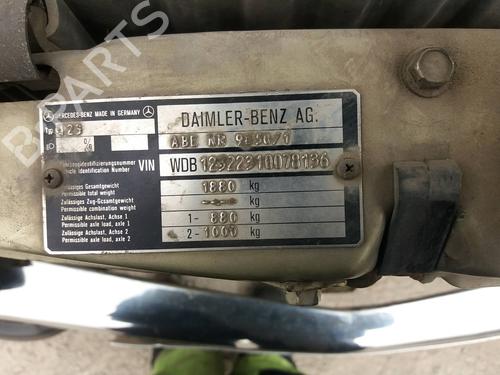 MERCEDES-BENZ MADE IN GERMANY
DAIMLER-BENZ AG.
Typ 123
ABE NR
%
Fahrzeugidentifizierungsnummer
Vehicle Identification Number
VIN
WDB12322310078136
Zulässiges Gesamtgewicht
Permissible total weight
1880 kg
Zulässiges Zug-Gesamtgewicht
Permissible combination weight
kg
Zulässige Achslast, Achse 1
Permissible axle load, axle 1
1- 880 kg
Zulässige Achslast, Achse 2
Permissible axle load, axle 2
2- 1000 kg
B-PARTS